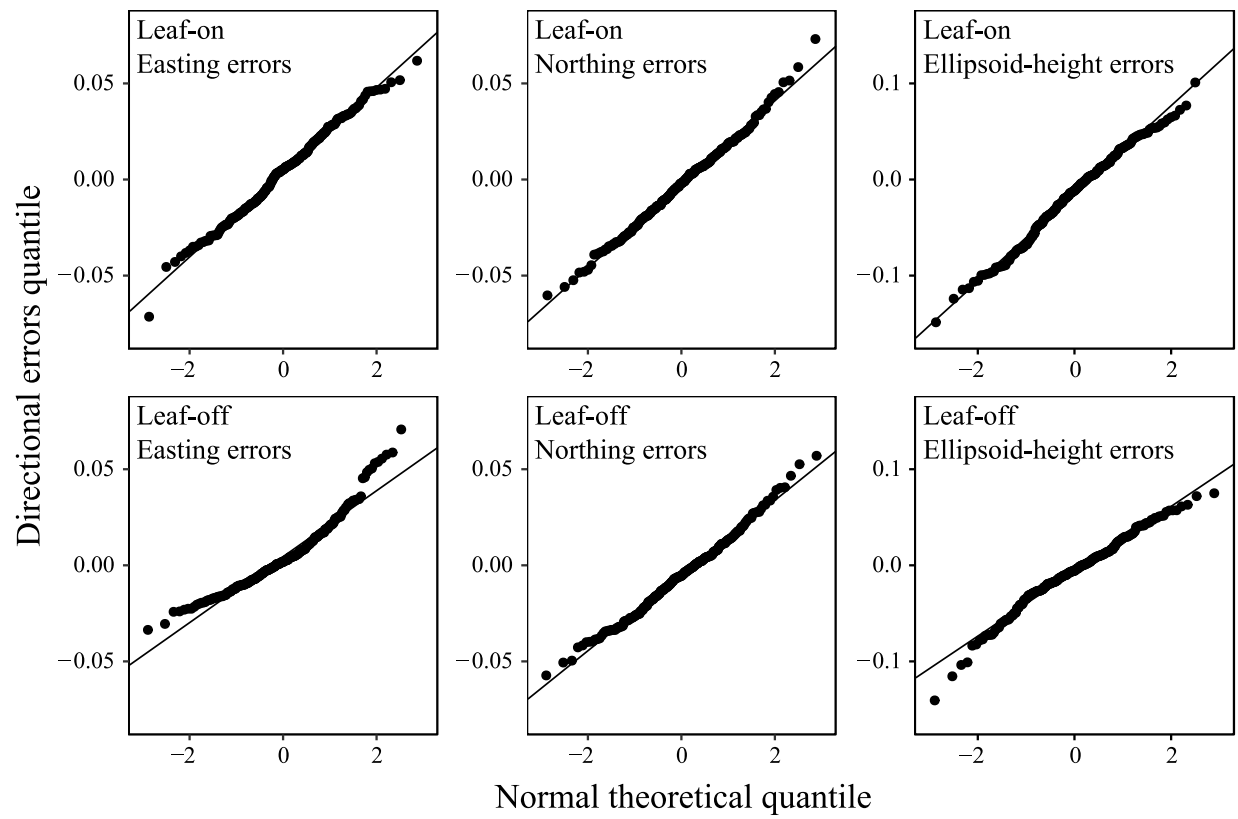 Directional errors quantile
Leaf-on
Easting errors
0.05
0.00
−0.05
−2
0
2
Leaf-on
Northing errors
0.05
0.00
−0.05
−2
0
2
Leaf-on
Ellipsoid-height errors
0.1
0.0
−0.1
−2
0
2
Leaf-off
Easting errors
0.05
0.00
−0.05
−2
0
2
Leaf-off
Northing errors
0.05
0.00
−0.05
−2
0
2
Leaf-off
Ellipsoid-height errors
0.1
0.0
−0.1
−2
0
2
Normal theoretical quantile